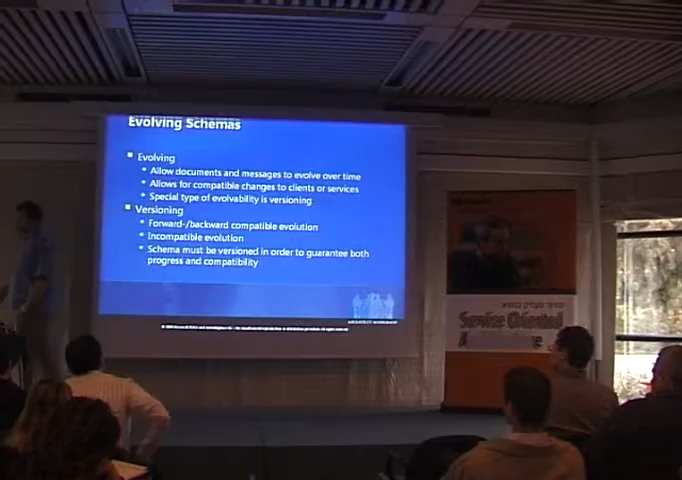 Evolving Schemas
Evolving
Allow documents and messages to evolve over time
Allows for compatible changes to clients or services
Special type of evolvability is versioning
Versioning
Forward-/backward compatible evolution
Incompatible evolution
Schema must be versioned in order to guarantee both
progress and compatibility
Service Oriented